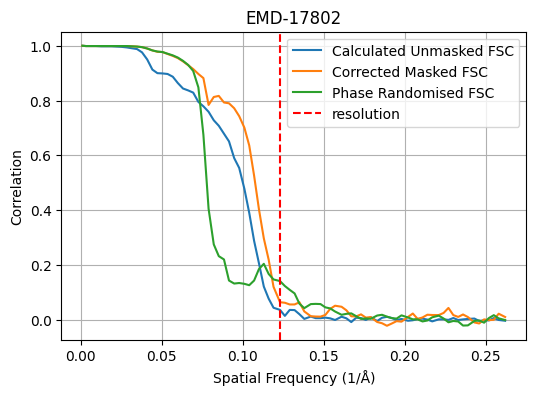 EMD-17802
Calculated Unmasked FSC
Corrected Masked FSC
Phase Randomised FSC
resolution
Correlation
1.0
0.8
0.6
0.4
0.2
0.0
0.00 0.05 0.10 0.15 0.20 0.25
Spatial Frequency (1/Å)